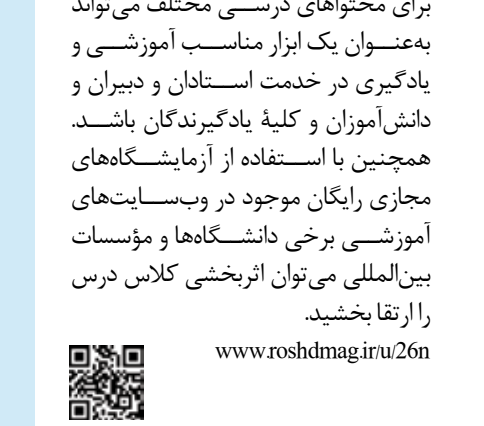 برای محتواهای درسی مختلف می‌تواند
به‌عنوان یک ابزار مناسب آموزشی و
یادگیری در خدمت استادان و دبیران و
دانش‌آموزان و کلیهٔ یادگیرندگان باشد.
همچنین با استفاده از آزمایشگاه‌های
مجازی رایگان موجود در وب‌سایت‌های
آموزشی برخی دانشگاه‌ها و مؤسسات
بین‌المللی می‌توان اثربخشی کلاس درس
را ارتقا بخشید.
www.roshdmag.ir/u/26n